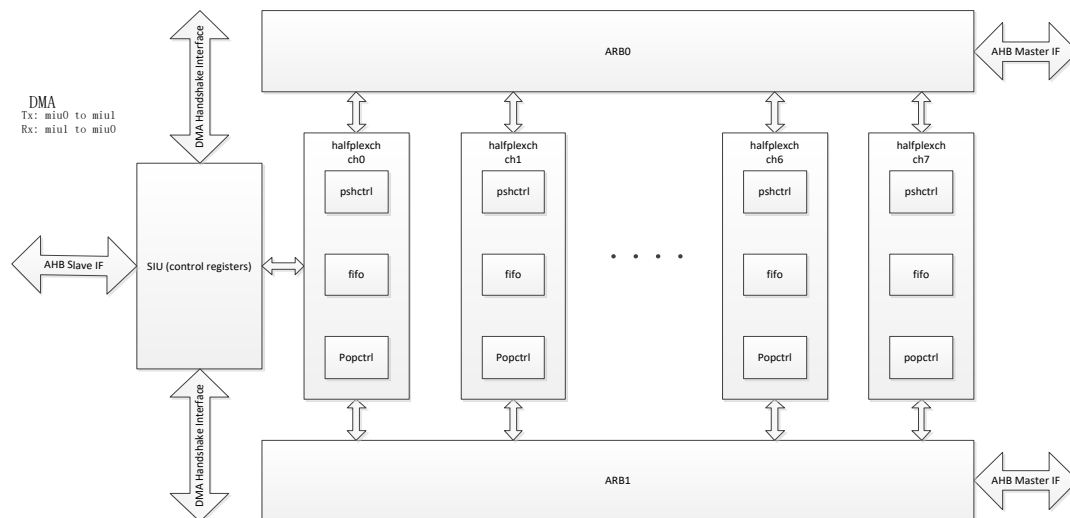 ARB0
AHB Master IF
DMA Handshake Interface
DMA
Tx: miu0 to miu1
Rx: miu1 to miu0
halfplexch
ch0
pshctrl
fifo
Popctrl
halfplexch
ch1
pshctrl
fifo
Popctrl
. . . .
halfplexch
ch6
pshctrl
fifo
Popctrl
halfplexch
ch7
pshctrl
fifo
popctrl
AHB Slave IF
SIU (control registers)
DMA Handshake Interface
ARB1
AHB Master IF